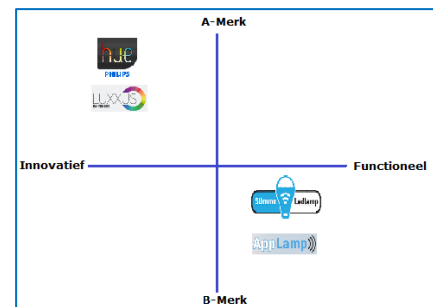 A-Merk
hue
PHILIPS
LUXXUS
Innovatief
Functioneel
Slimme Ledlamp
AppLamp
B-Merk